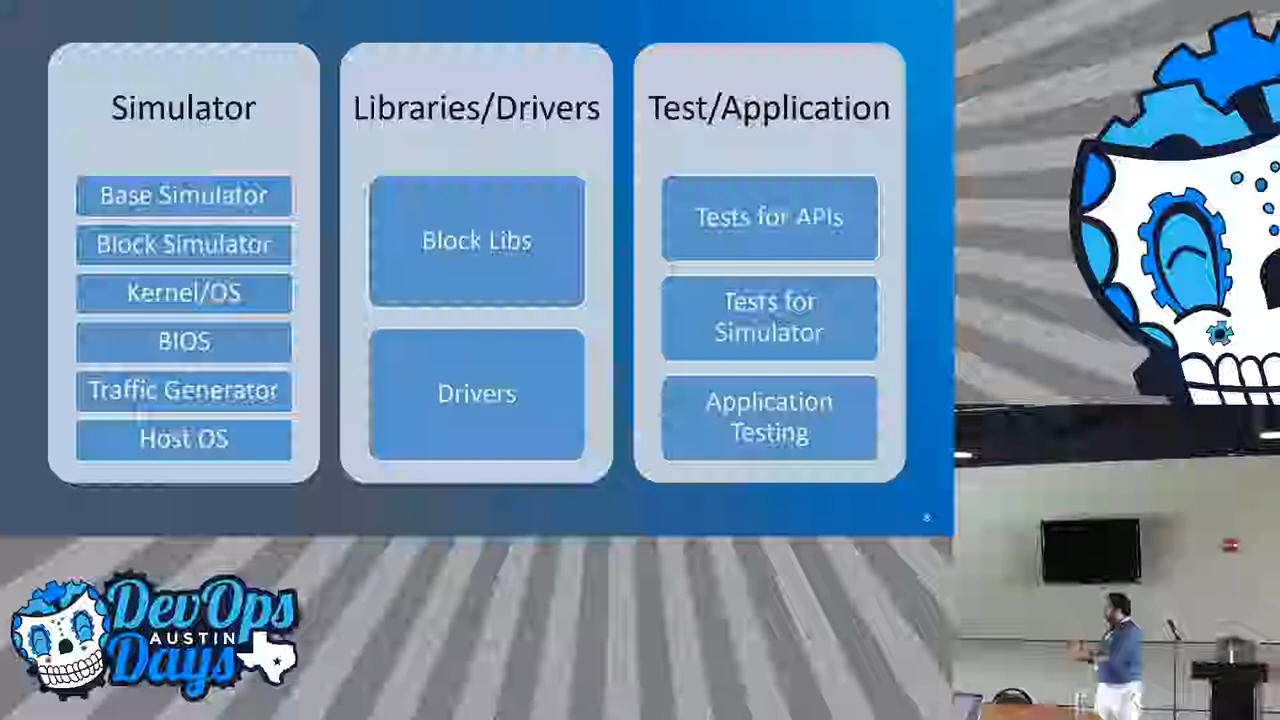 Simulator
Base Simulator
Block Simulator
Kernel/OS
BIOS
Traffic Generator
Host OS
Libraries/Drivers
Block Libs
Drivers
Test/Application
Tests for APIs
Tests for
Simulator
Application
Testing
8
DevOps
AUSTIN
Days